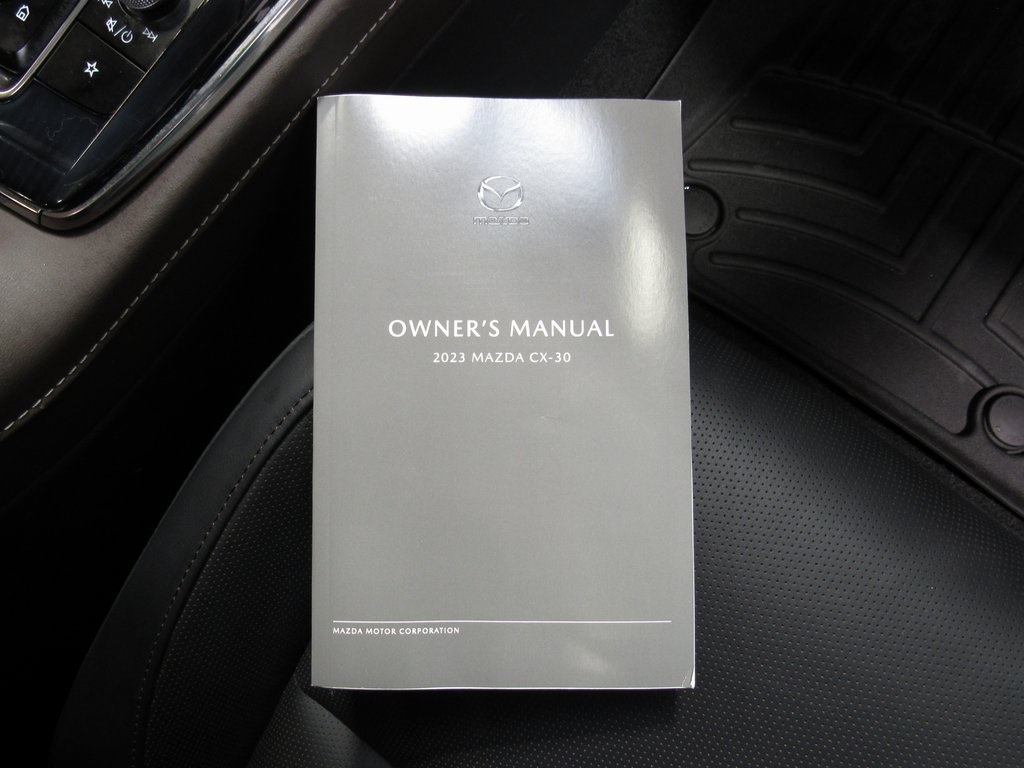 mazda
OWNER'S MANUAL
2023 MAZDA CX-30
MAZDA MOTOR CORPORATION